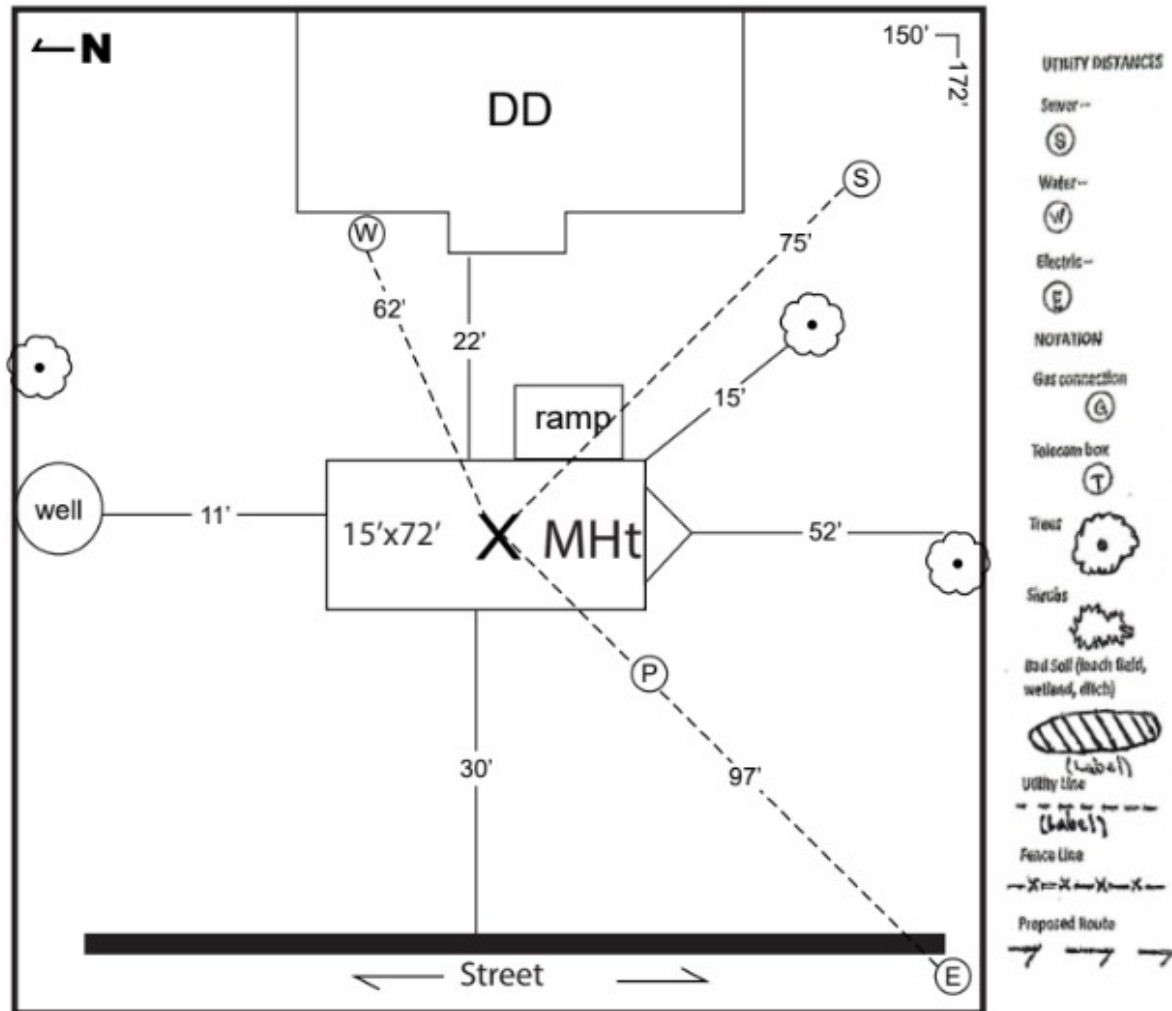 N
150'
172'
DD
S
W
75'
62'
22'
15'
ramp
well
11'
15'x72'
X
MHt
52'
P
30'
97'
Street
E
UTILITY DISTANCES
Sewer--
S
Water--
W
Electric--
E
NOTATION
Gas connection
G
Telecom box
T
Trees
Shrubs
Bad Soil (leach field,
wetland, ditch)
(Label)
Utility Line
(Label)
Fence Line
Proposed Route